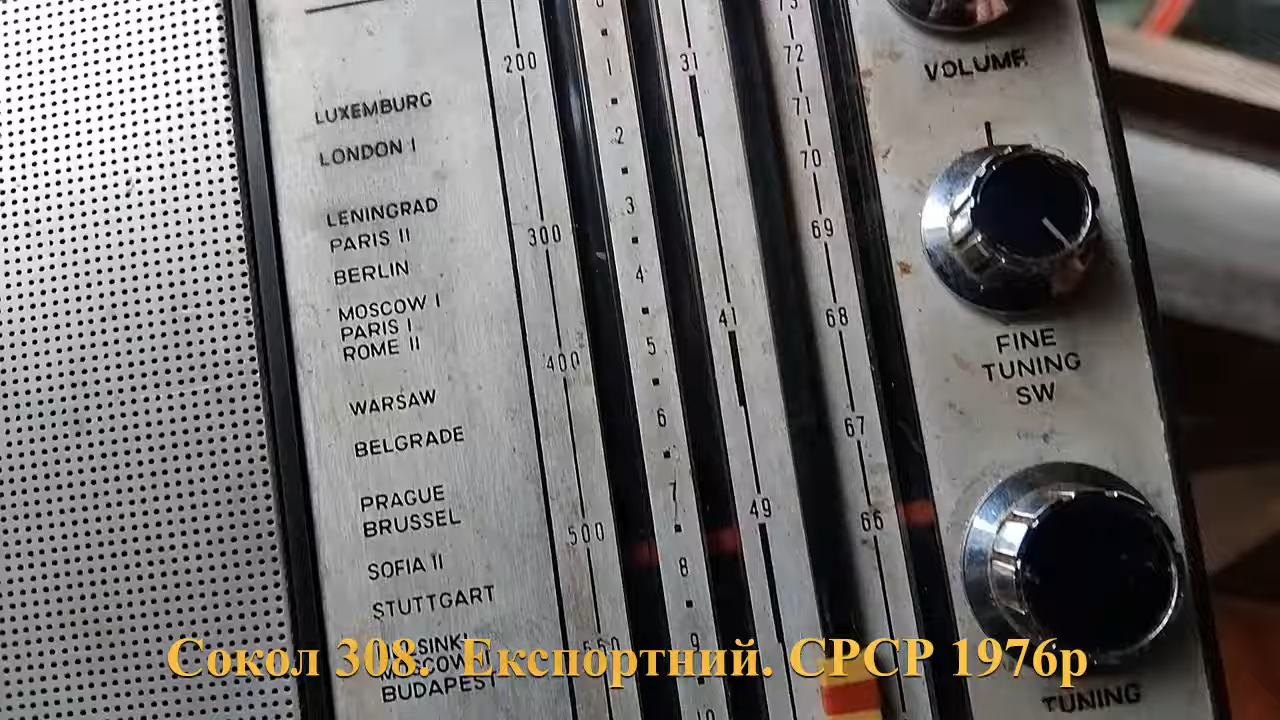 LUXEMBURG
LONDON I
LENINGRAD
PARIS II
BERLIN
MOSCOW I
PARIS I
ROME II
WARSAW
BELGRADE
PRAGUE
BRUSSEL
SOFIA II
STUTTGART
BUDAPEST
200
300
400
500
1
2
3
4
5
6
7
8
9
10
31
41
49
73
72
71
70
69
68
67
66
VOLUME
FINE
TUNING
SW
TUNING
Сокол 308. Експортний. СРСР 1976р